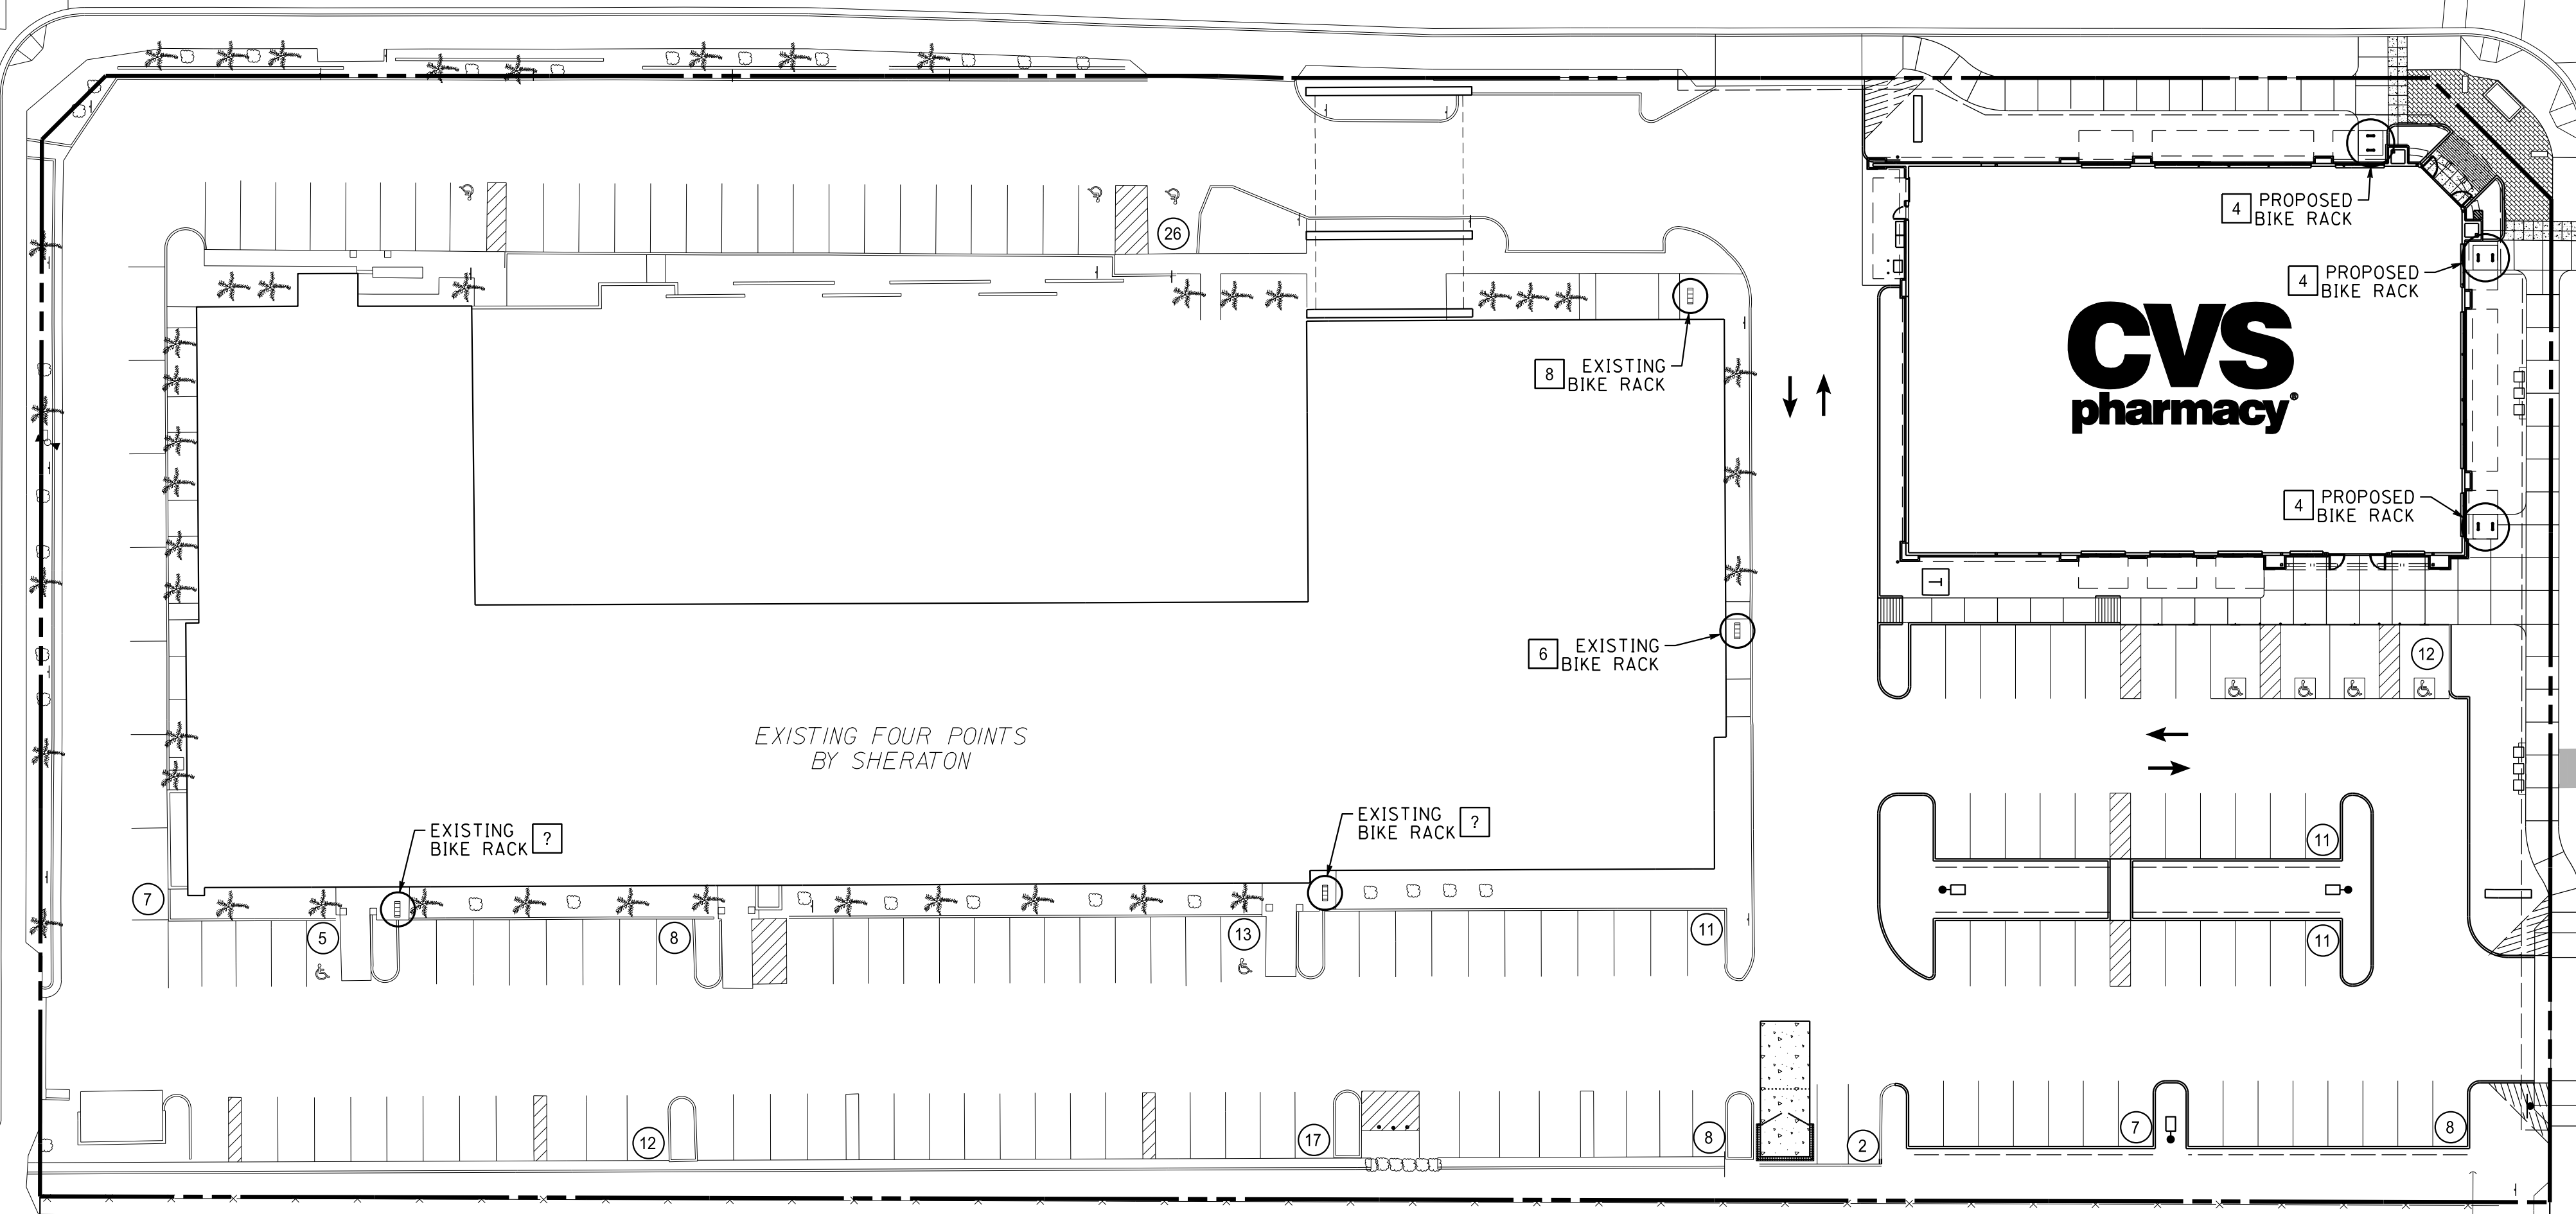 4 PROPOSED
BIKE RACK
26
4 PROPOSED
BIKE RACK
CVS
pharmacy®
8 EXISTING
BIKE RACK
4 PROPOSED
BIKE RACK
T
6 EXISTING
BIKE RACK
12
EXISTING FOUR POINTS
BY SHERATON
EXISTING
BIKE RACK ?
EXISTING
BIKE RACK ?
11
7
5
8
13
11
11
12
17
8
2
7
8